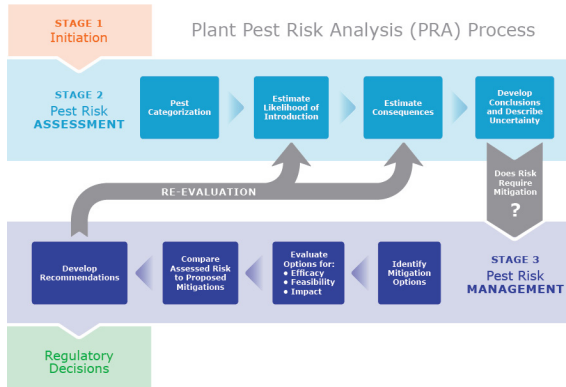 STAGE 1
Initiation
Plant Pest Risk Analysis (PRA) Process
STAGE 2
Pest Risk
ASSESSMENT
Pest
Categorization
Estimate
Likelihood of
Introduction
Estimate
Consequences
Develop
Conclusions
and Describe
Uncertainty
RE-EVALUATION
Does Risk
Require
Mitigation
?
Develop
Recommendations
Compare
Assessed Risk
to Proposed
Mitigations
Evaluate
Options for:
• Efficacy
• Feasibility
• Impact
Identify
Mitigation
Options
STAGE 3
Pest Risk
MANAGEMENT
Regulatory
Decisions